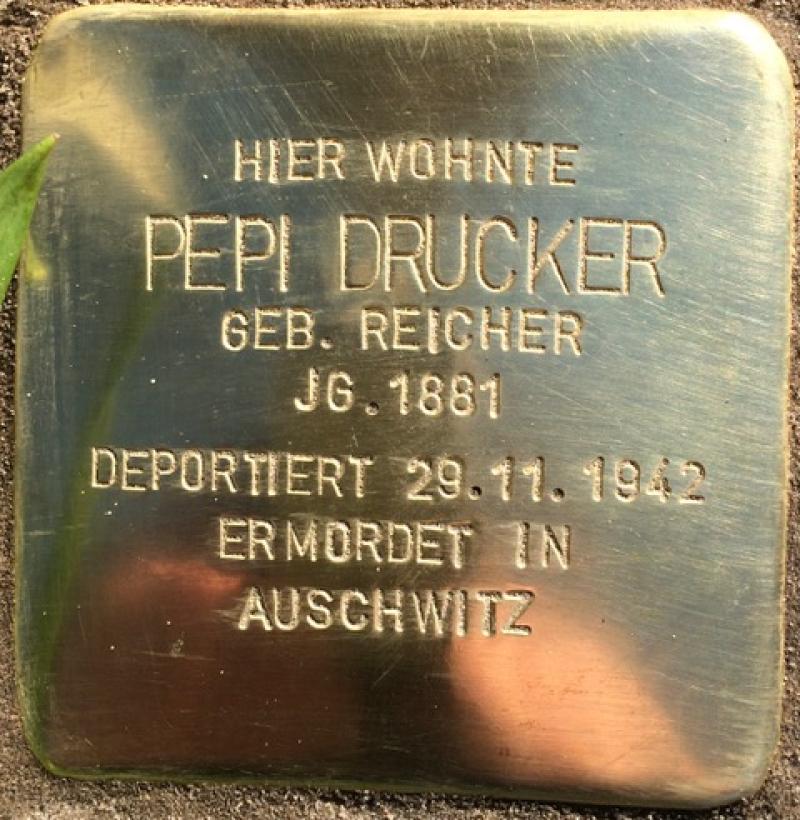 HIER WOHNTE
PEPI DRUCKER
GEB. REICHER
JG.1881
DEPORTIERT 29.11.1942
ERMORDET IN
AUSCHWITZ